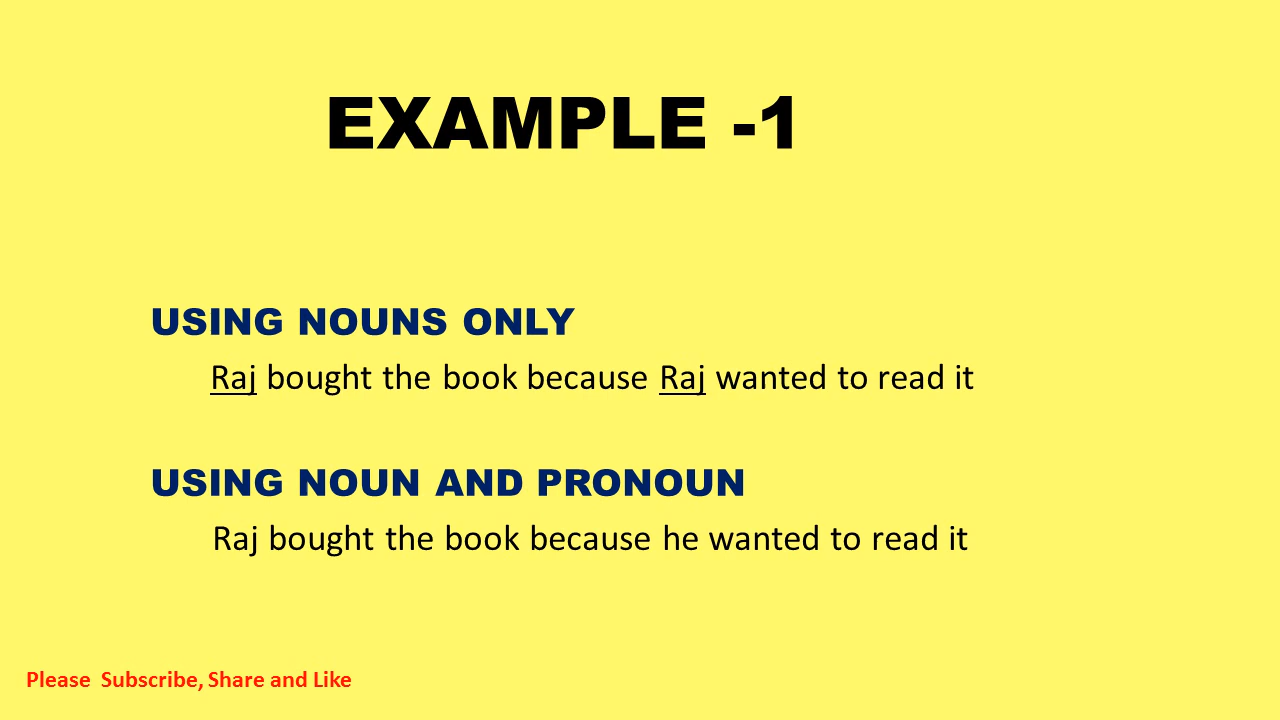 EXAMPLE -1
USING NOUNS ONLY
Raj bought the book because Raj wanted to read it
USING NOUN AND PRONOUN
Raj bought the book because he wanted to read it
Please  Subscribe, Share and Like